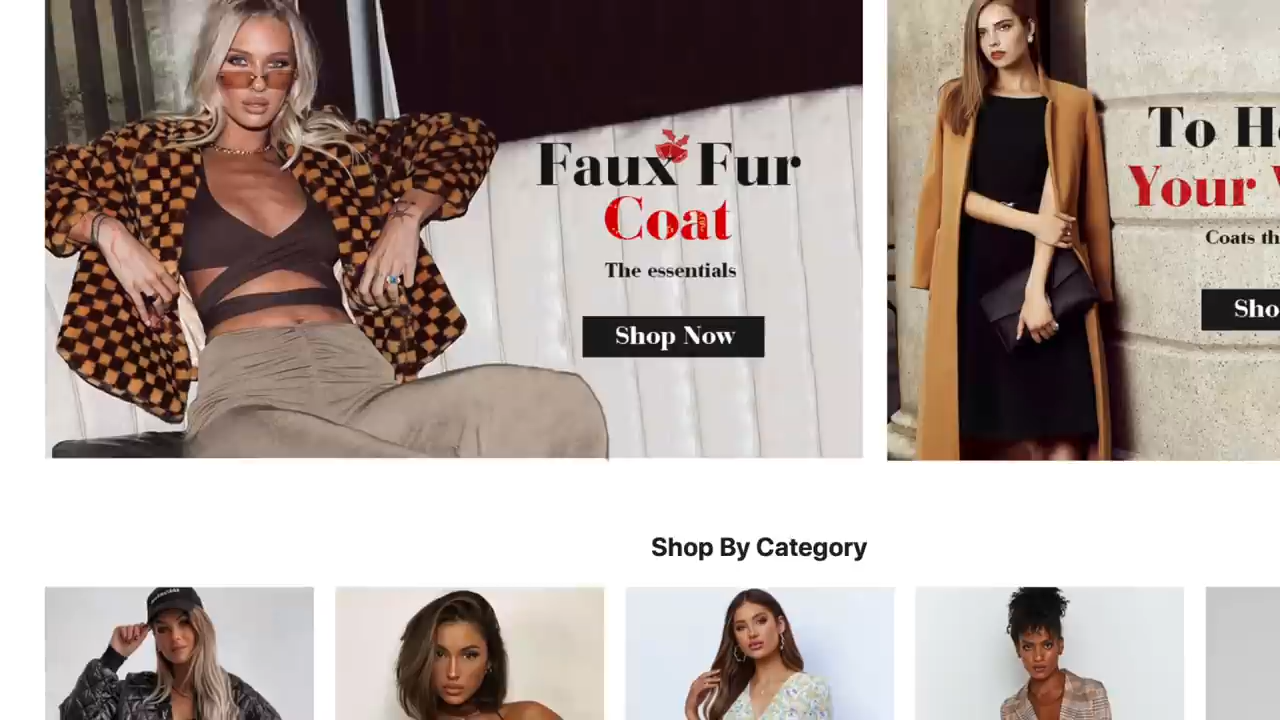 Faux Fur
Coat
The essentials
Shop Now
To H
Your
Coats th
Sho
Shop By Category